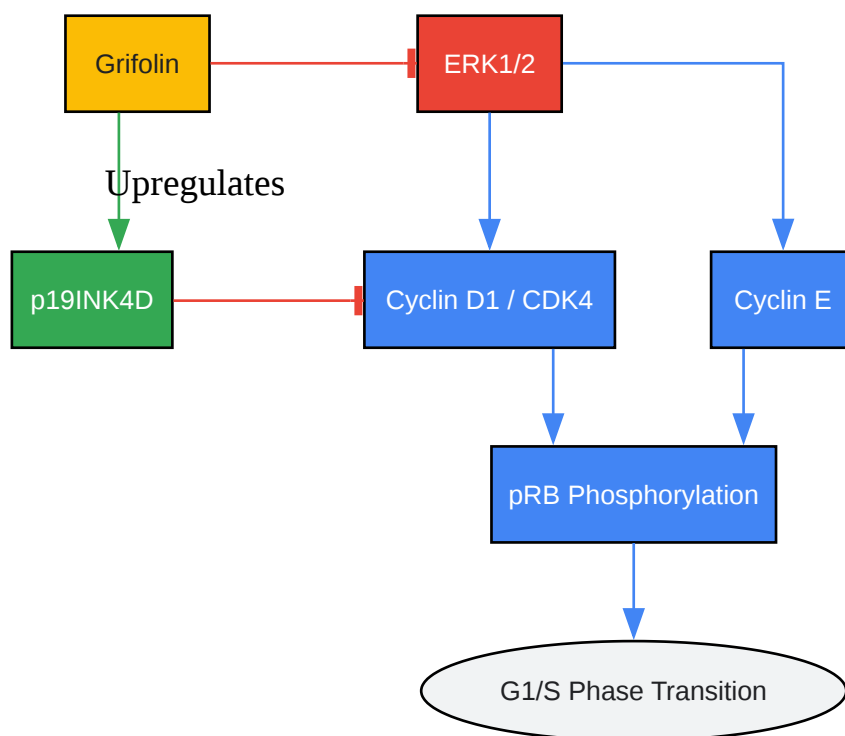 Grifolin
ERK1/2
Upregulates
p19INK4D
Cyclin D1 / CDK4
Cyclin E
pRB Phosphorylation
G1/S Phase Transition